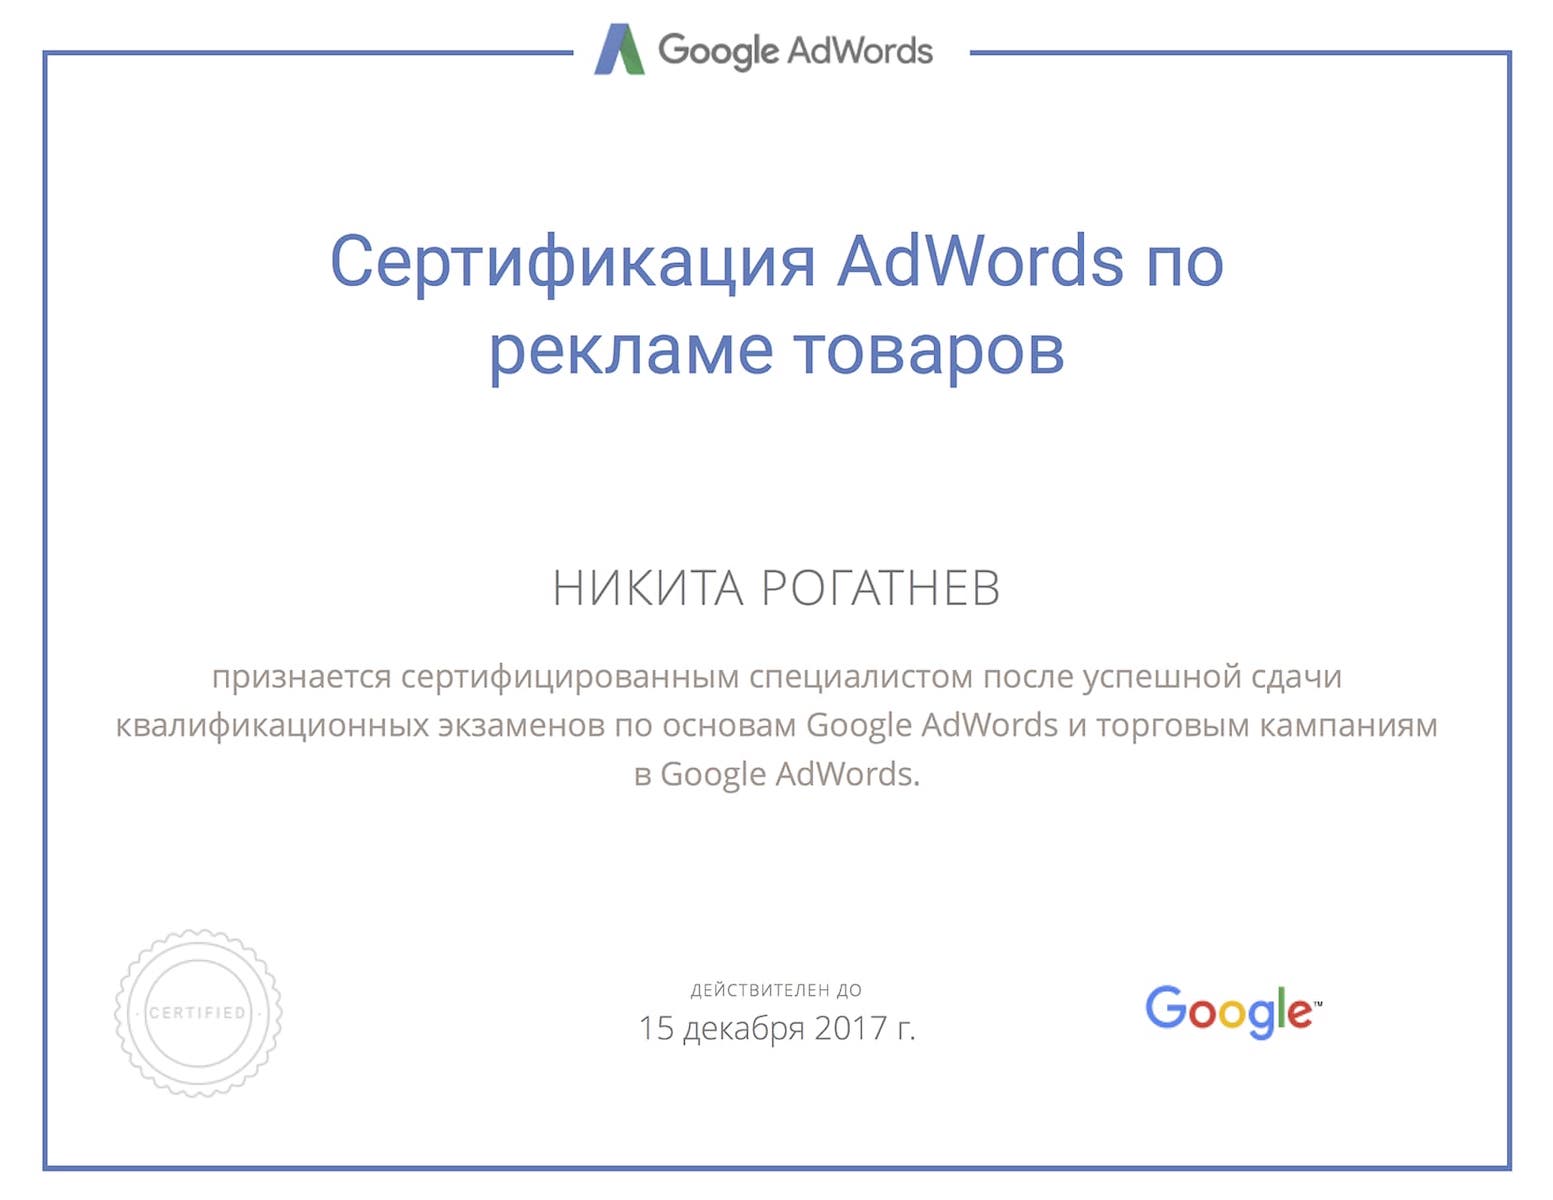 Google AdWords
Сертификация AdWords по
рекламе товаров
НИКИТА РОГАТНЕВ
признается сертифицированным специалистом после успешной сдачи
квалификационных экзаменов по основам Google AdWords и торговым кампаниям
в Google AdWords.
· CERTIFIED ·
ДЕЙСТВИТЕЛЕН ДО
15 декабря 2017 г.
Google™